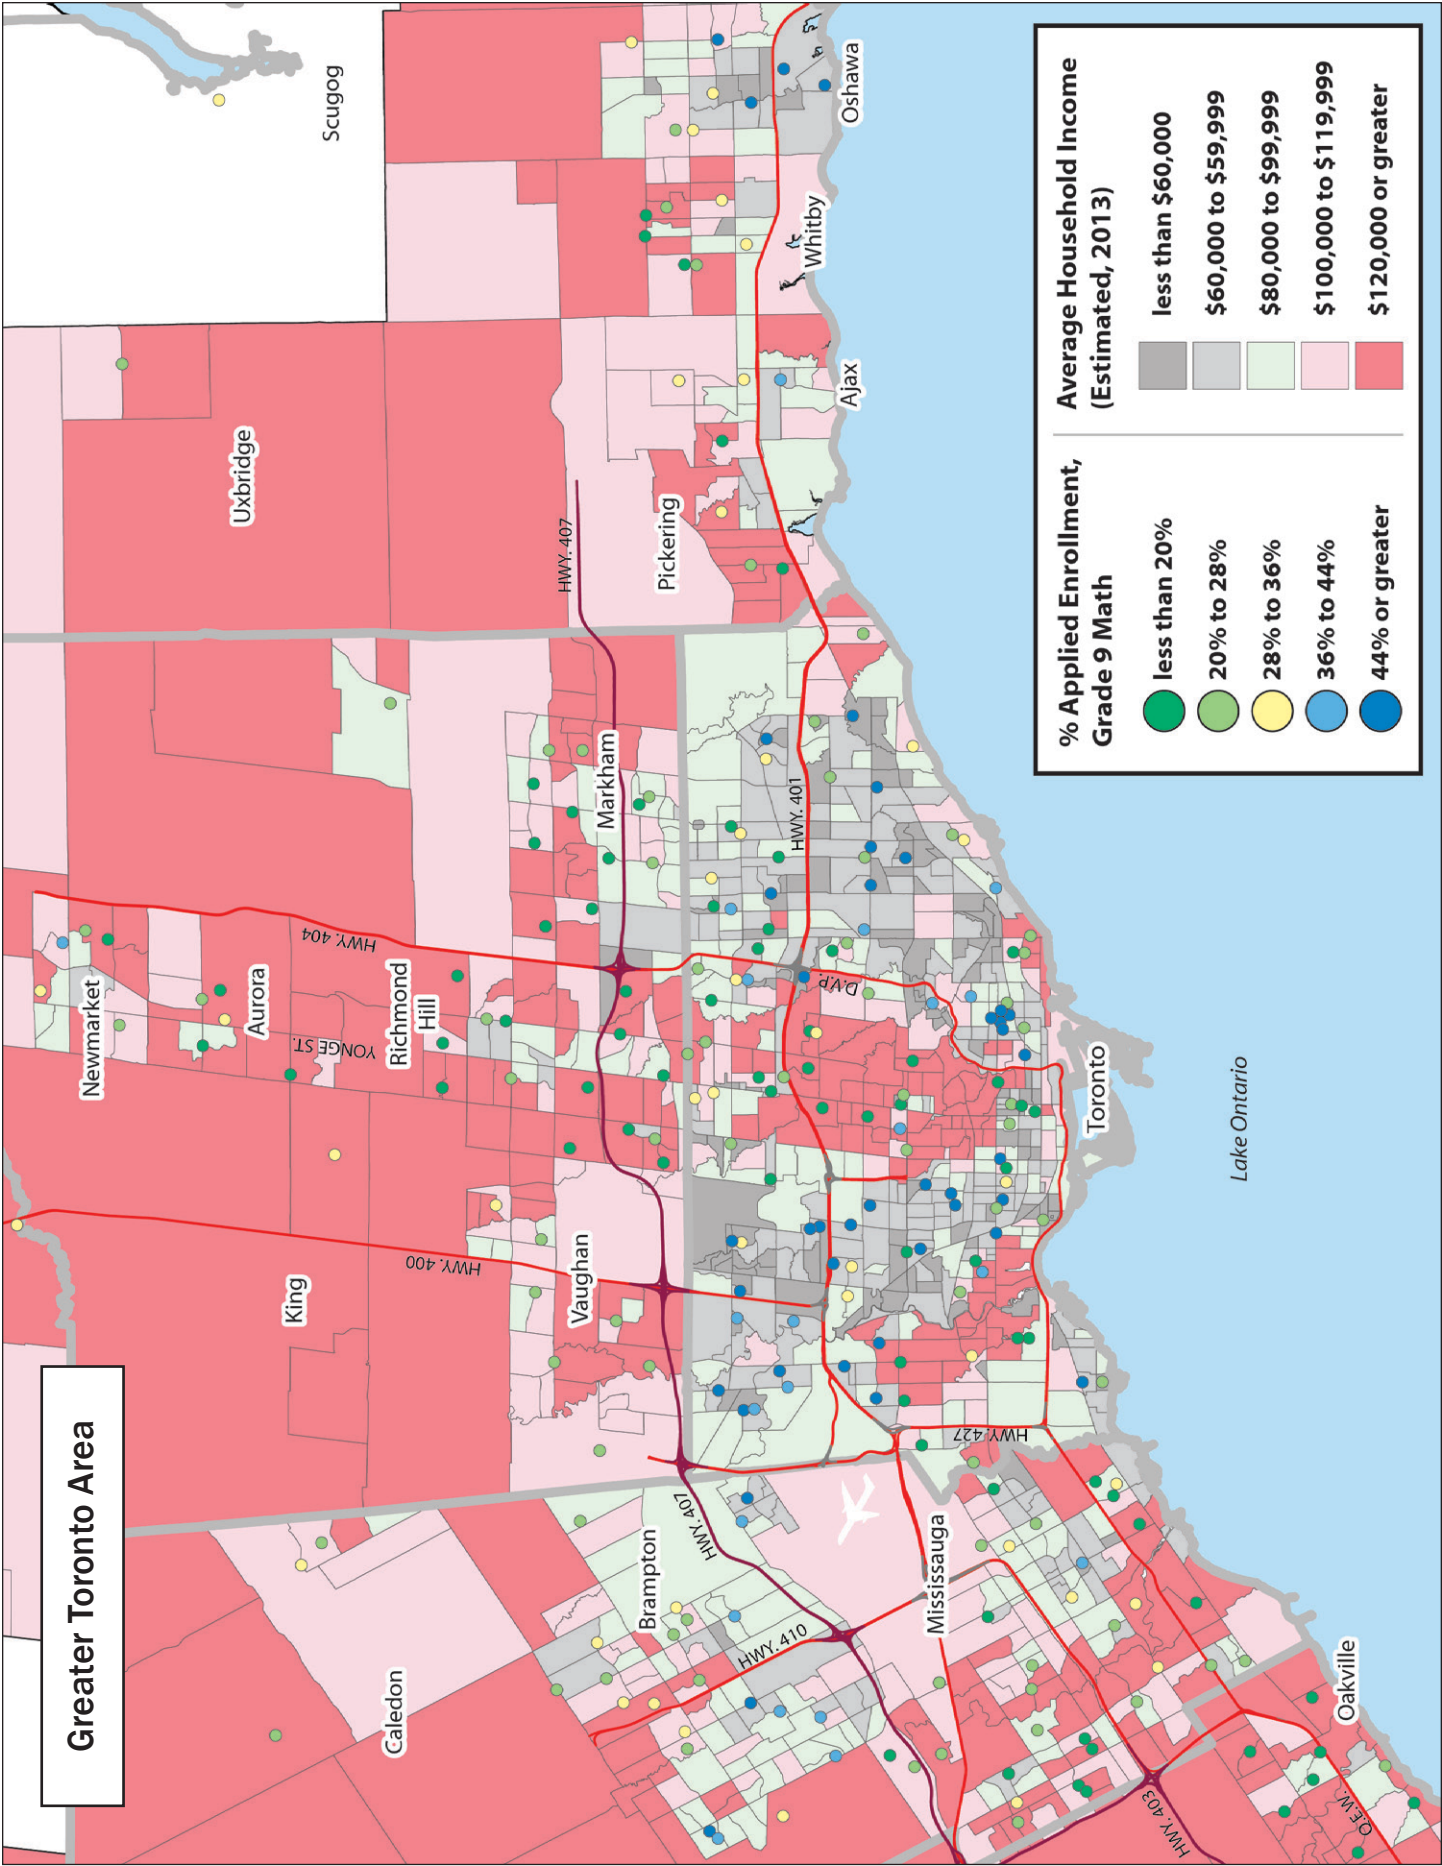 Greater Toronto Area
Scugog
Uxbridge
Newmarket
Aurora
King
Caledon
Richmond
Hill
YONGE ST.
HWY. 404
HWY. 400
HWY. 407
Pickering
Markham
Vaughan
Brampton
HWY. 407
HWY. 410
HWY. 401
D.V.P.
HWY. 427
Mississauga
Oshawa
Whitby
Ajax
Toronto
Oakville
HWY. 403
Q.E.W.
Lake Ontario
% Applied Enrollment,
Grade 9 Math
less than 20%
20% to 28%
28% to 36%
36% to 44%
44% or greater
Average Household Income
(Estimated, 2013)
less than $60,000
$60,000 to $59,999
$80,000 to $99,999
$100,000 to $119,999
$120,000 or greater